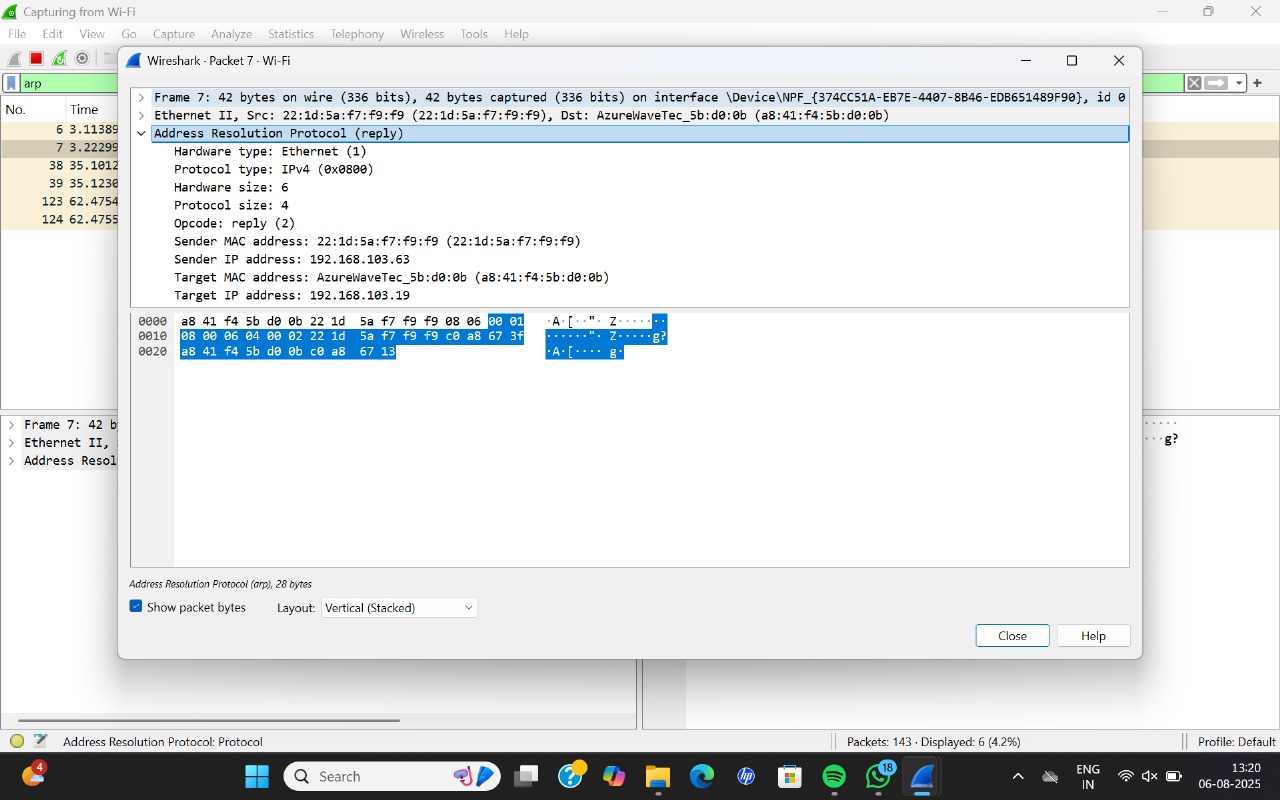 Capturing from Wi-Fi
File Edit View Go Capture Analyze Statistics Telephony Wireless Tools Help
Wireshark · Packet 7 · Wi-Fi
arp
No. Time
6 3.11389
7 3.22299
38 35.1012
39 35.1230
123 62.4754
124 62.4755
Frame 7: 42 bytes on wire (336 bits), 42 bytes captured (336 bits) on interface \Device\NPF_{374CC51A-EB7E-4407-8B46-EDB651489F90}, id 0
Ethernet II, Src: 22:1d:5a:f7:f9:f9 (22:1d:5a:f7:f9:f9), Dst: AzureWaveTec_5b:d0:0b (a8:41:f4:5b:d0:0b)
Address Resolution Protocol (reply)
Hardware type: Ethernet (1)
Protocol type: IPv4 (0x0800)
Hardware size: 6
Protocol size: 4
Opcode: reply (2)
Sender MAC address: 22:1d:5a:f7:f9:f9 (22:1d:5a:f7:f9:f9)
Sender IP address: 192.168.103.63
Target MAC address: AzureWaveTec_5b:d0:0b (a8:41:f4:5b:d0:0b)
Target IP address: 192.168.103.19
0000 a8 41 f4 5b d0 0b 22 1d 5a f7 f9 f9 08 06 00 01 ·A·[··"· Z·······
0010 08 00 06 04 00 02 22 1d 5a f7 f9 f9 c0 a8 67 3f ······"· Z·····g?
0020 a8 41 f4 5b d0 0b c0 a8 67 13 ·A·[···· g·
Frame 7: 42 b
Ethernet II,
Address Resol
·····
···g?
Address Resolution Protocol (arp), 28 bytes
Show packet bytes Layout: Vertical (Stacked)
Close Help
Address Resolution Protocol: Protocol Packets: 143 · Displayed: 6 (4.2%) Profile: Default
4 Search hp 18 ENG IN 13:20
06-08-2025